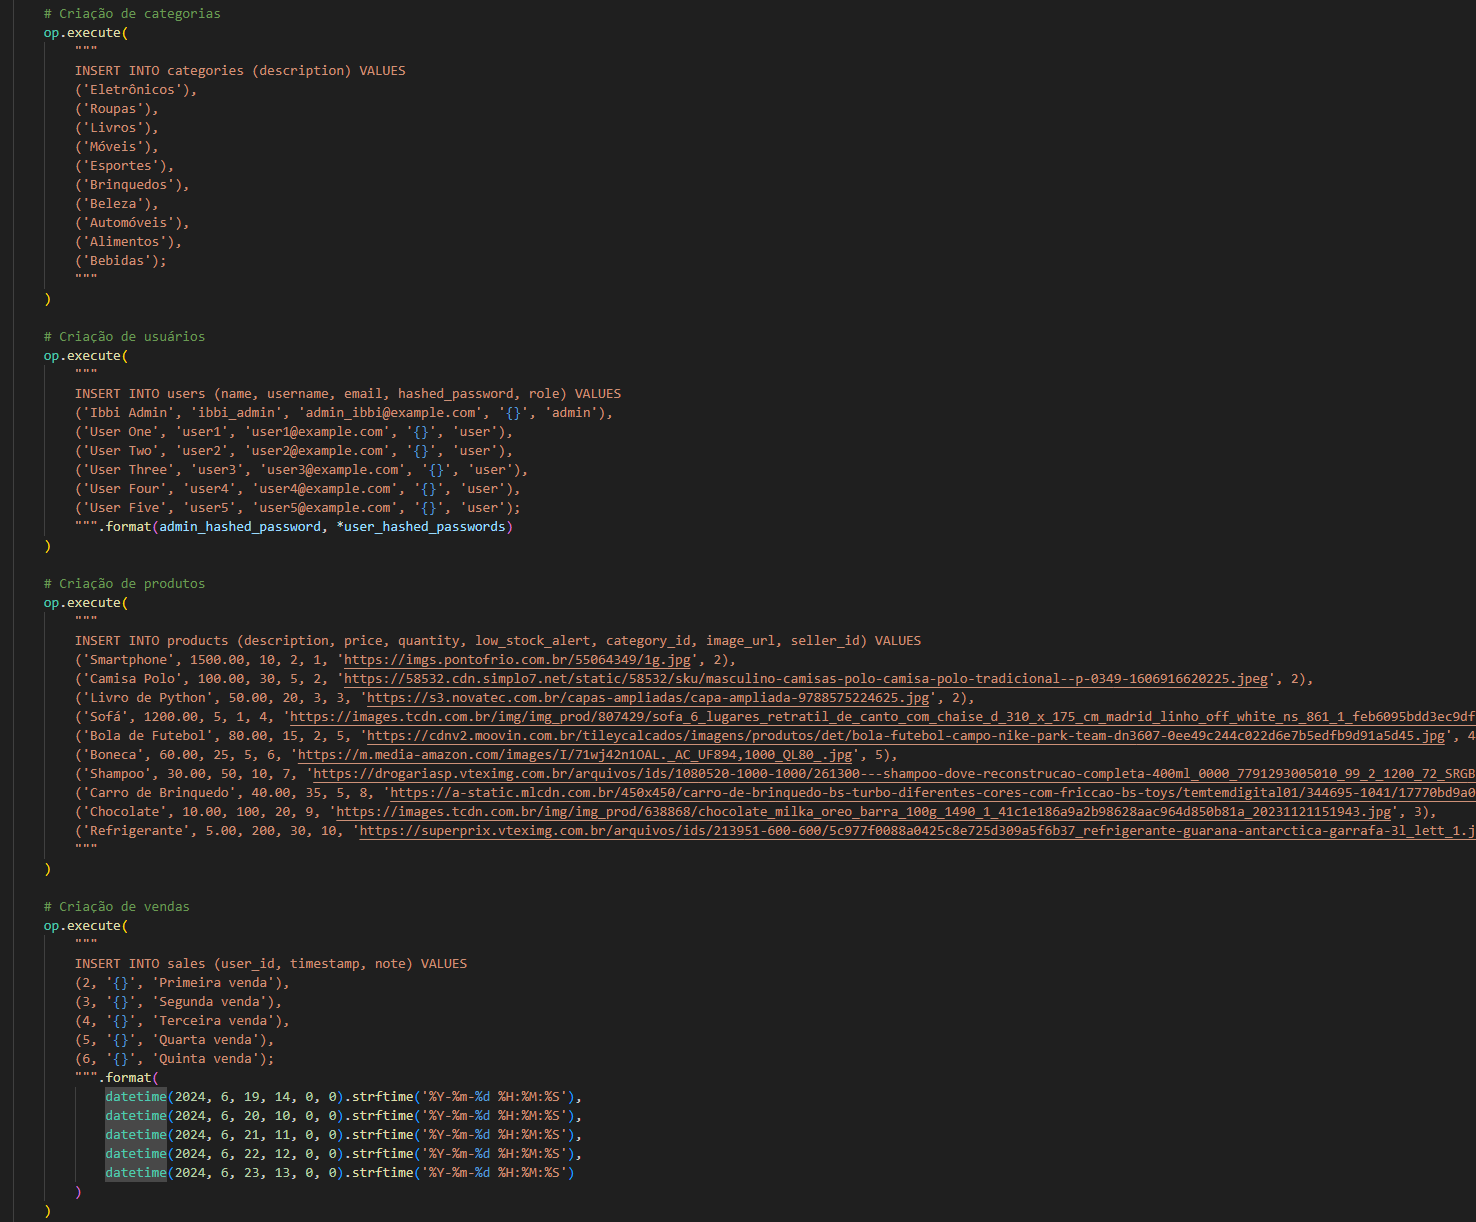 # Criação de categorias
op.execute(
"""
INSERT INTO categories (description) VALUES
('Eletrônicos'),
('Roupas'),
('Livros'),
('Móveis'),
('Esportes'),
('Brinquedos'),
('Beleza'),
('Automóveis'),
('Alimentos'),
('Bebidas');
"""
)
# Criação de usuários
op.execute(
"""
INSERT INTO users (name, username, email, hashed_password, role) VALUES
('Ibbi Admin', 'ibbi_admin', 'admin_ibbi@example.com', '{}', 'admin'),
('User One', 'user1', 'user1@example.com', '{}', 'user'),
('User Two', 'user2', 'user2@example.com', '{}', 'user'),
('User Three', 'user3', 'user3@example.com', '{}', 'user'),
('User Four', 'user4', 'user4@example.com', '{}', 'user'),
('User Five', 'user5', 'user5@example.com', '{}', 'user');
""".format(admin_hashed_password, *user_hashed_passwords)
)
# Criação de produtos
op.execute(
"""
INSERT INTO products (description, price, quantity, low_stock_alert, category_id, image_url, seller_id) VALUES
('Smartphone', 1500.00, 10, 2, 1, 'https://imgs.pontofrio.com.br/55064349/1g.jpg', 2),
('Camisa Polo', 100.00, 30, 5, 2, 'https://58532.cdn.simplo7.net/static/58532/sku/masculino-camisas-polo-camisa-polo-tradicional--p-0349-1606916620225.jpeg', 2),
('Livro de Python', 50.00, 20, 3, 3, 'https://s3.novatec.com.br/capas-ampliadas/capa-ampliada-9788575224625.jpg', 2),
('Sofá', 1200.00, 5, 1, 4, 'https://images.tcdn.com.br/img/img_prod/807429/sofa_6_lugares_retratil_de_canto_com_chaise_d_310_x_175_cm_madrid_linho_off_white_ns_861_1_feb6095bdd3ec9df
('Bola de Futebol', 80.00, 15, 2, 5, 'https://cdnv2.moovin.com.br/tileycalcados/imagens/produtos/det/bola-futebol-campo-nike-park-team-dn3607-0ee49c244c022d6e7b5edfb9d91a5d45.jpg', 4
('Boneca', 60.00, 25, 5, 6, 'https://m.media-amazon.com/images/I/71wj42n1OAL._AC_UF894,1000_QL80_.jpg', 5),
('Shampoo', 30.00, 50, 10, 7, 'https://drogariasp.vteximg.com.br/arquivos/ids/1080520-1000-1000/261300---shampoo-dove-reconstrucao-completa-400ml_0000_7791293005010_99_2_1200_72_SRGB
('Carro de Brinquedo', 40.00, 35, 5, 8, 'https://a-static.mlcdn.com.br/450x450/carro-de-brinquedo-bs-turbo-diferentes-cores-com-friccao-bs-toys/temtemdigital01/344695-1041/17770bd9a0
('Chocolate', 10.00, 100, 20, 9, 'https://images.tcdn.com.br/img/img_prod/638868/chocolate_milka_oreo_barra_100g_1490_1_41c1e186a9a2b98628aac964d850b81a_20231121151943.jpg', 3),
('Refrigerante', 5.00, 200, 30, 10, 'https://superprix.vteximg.com.br/arquivos/ids/213951-600-600/5c977f0088a0425c8e725d309a5f6b37_refrigerante-guarana-antarctica-garrafa-3l_lett_1.j
"""
)
# Criação de vendas
op.execute(
"""
INSERT INTO sales (user_id, timestamp, note) VALUES
(2, '{}', 'Primeira venda'),
(3, '{}', 'Segunda venda'),
(4, '{}', 'Terceira venda'),
(5, '{}', 'Quarta venda'),
(6, '{}', 'Quinta venda');
""".format(
datetime(2024, 6, 19, 14, 0, 0).strftime('%Y-%m-%d %H:%M:%S'),
datetime(2024, 6, 20, 10, 0, 0).strftime('%Y-%m-%d %H:%M:%S'),
datetime(2024, 6, 21, 11, 0, 0).strftime('%Y-%m-%d %H:%M:%S'),
datetime(2024, 6, 22, 12, 0, 0).strftime('%Y-%m-%d %H:%M:%S'),
datetime(2024, 6, 23, 13, 0, 0).strftime('%Y-%m-%d %H:%M:%S')
)
)